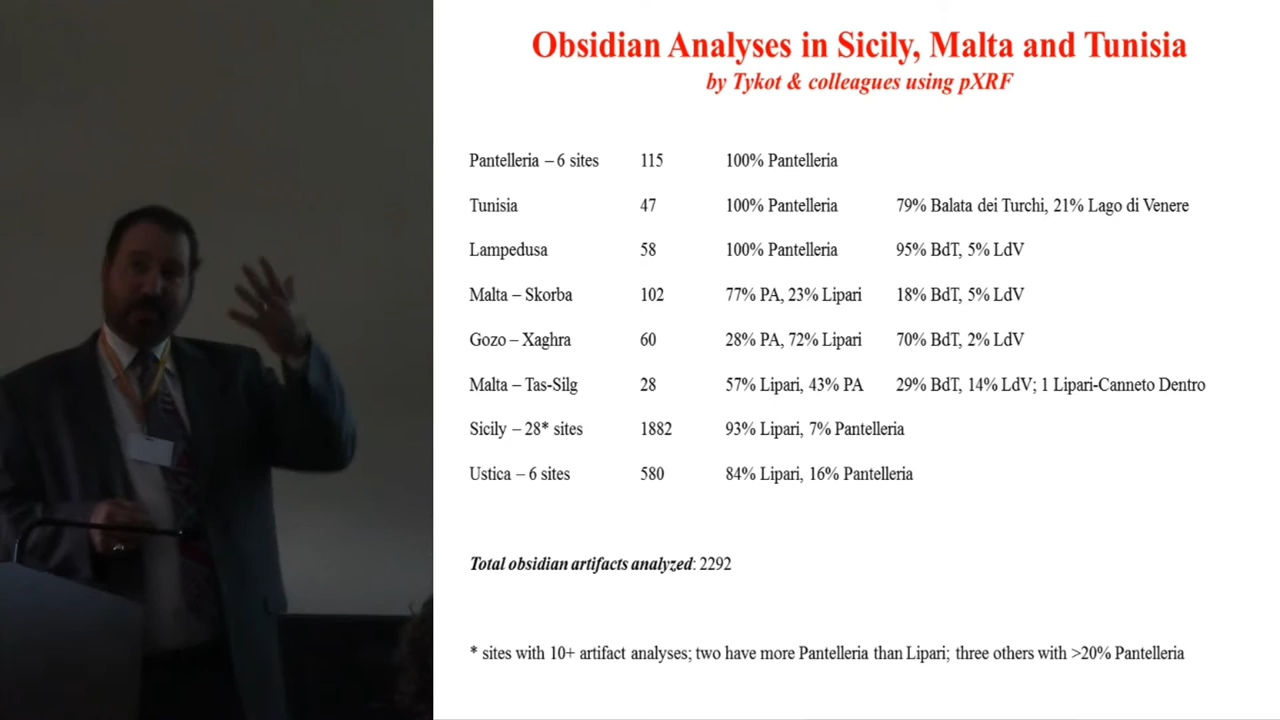 Obsidian Analyses in Sicily, Malta and Tunisia
by Tykot & colleagues using pXRF
Pantelleria – 6 sites 115 100% Pantelleria
Tunisia 47 100% Pantelleria 79% Balata dei Turchi, 21% Lago di Venere
Lampedusa 58 100% Pantelleria 95% BdT, 5% LdV
Malta – Skorba 102 77% PA, 23% Lipari 18% BdT, 5% LdV
Gozo – Xaghra 60 28% PA, 72% Lipari 70% BdT, 2% LdV
Malta – Tas-Silg 28 57% Lipari, 43% PA 29% BdT, 14% LdV; 1 Lipari-Canneto Dentro
Sicily – 28* sites 1882 93% Lipari, 7% Pantelleria
Ustica – 6 sites 580 84% Lipari, 16% Pantelleria
Total obsidian artifacts analyzed: 2292
* sites with 10+ artifact analyses; two have more Pantelleria than Lipari; three others with >20% Pantelleria